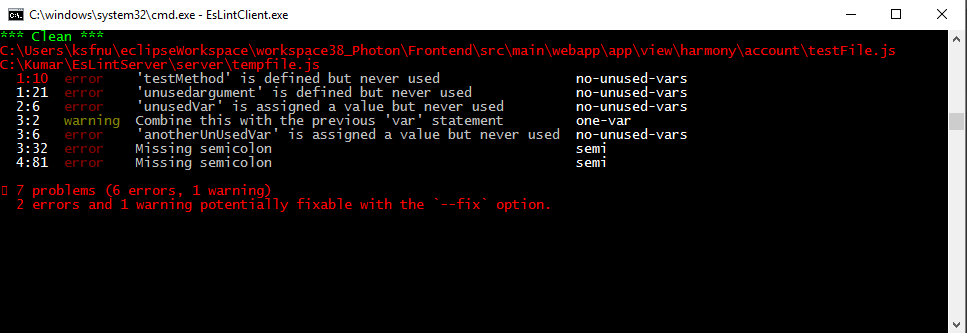 C:\windows\system32\cmd.exe - EsLintClient.exe
*** Clean ***
C:\Users\ksfnu\eclipseWorkspace\workspace38_Photon\Frontend\src\main\webapp\app\view\harmony\account\testFile.js
C:\Kumar\EsLintServer\server\tempfile.js
1:10 error 'testMethod' is defined but never used no-unused-vars
1:21 error 'unusedargument' is defined but never used no-unused-vars
2:6 error 'unusedVar' is assigned a value but never used no-unused-vars
3:2 warning Combine this with the previous 'var' statement one-var
3:6 error 'anotherUnUsedVar' is assigned a value but never used no-unused-vars
3:32 error Missing semicolon semi
4:81 error Missing semicolon semi
7 problems (6 errors, 1 warning)
2 errors and 1 warning potentially fixable with the `--fix` option.